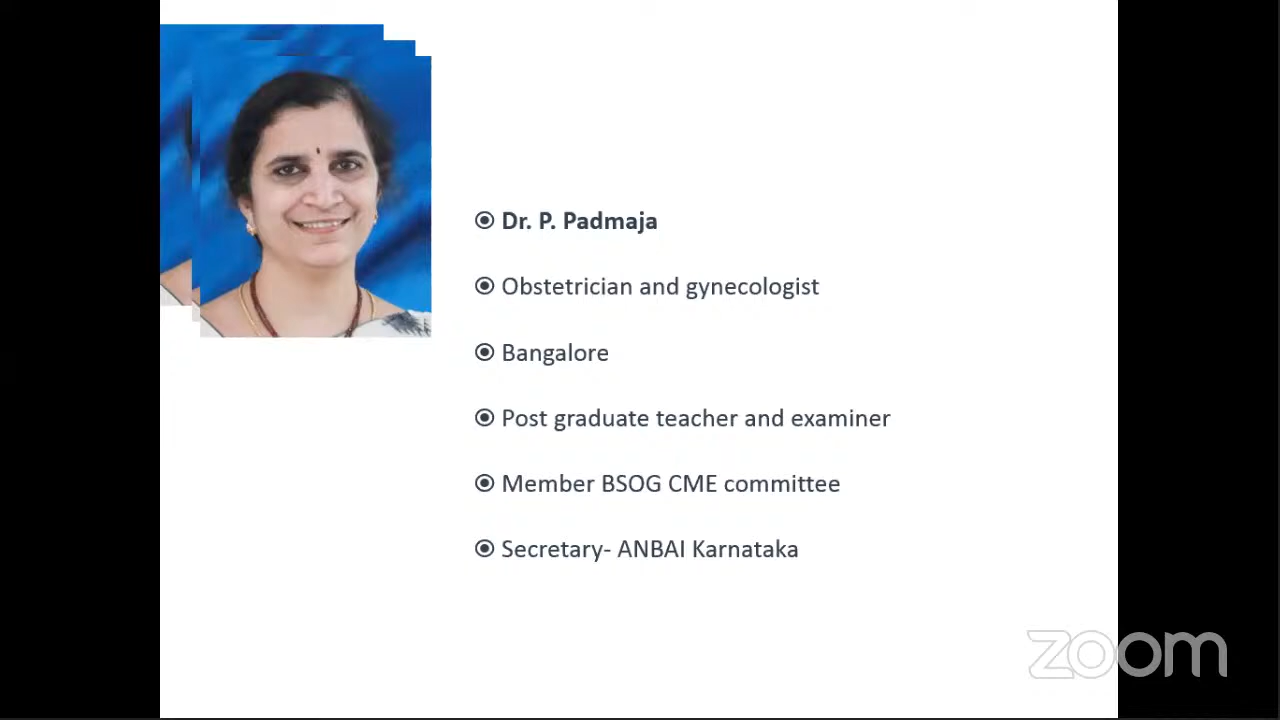 Dr. P. Padmaja
Obstetrician and gynecologist
Bangalore
Post graduate teacher and examiner
Member BSOG CME committee
Secretary- ANBAI Karnataka
zoom